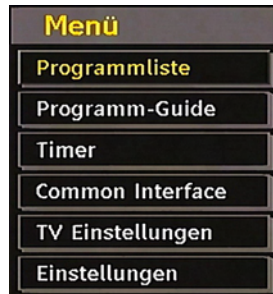 Menü
Programmliste
Programm-Guide
Timer
Common Interface
TV Einstellungen
Einstellungen